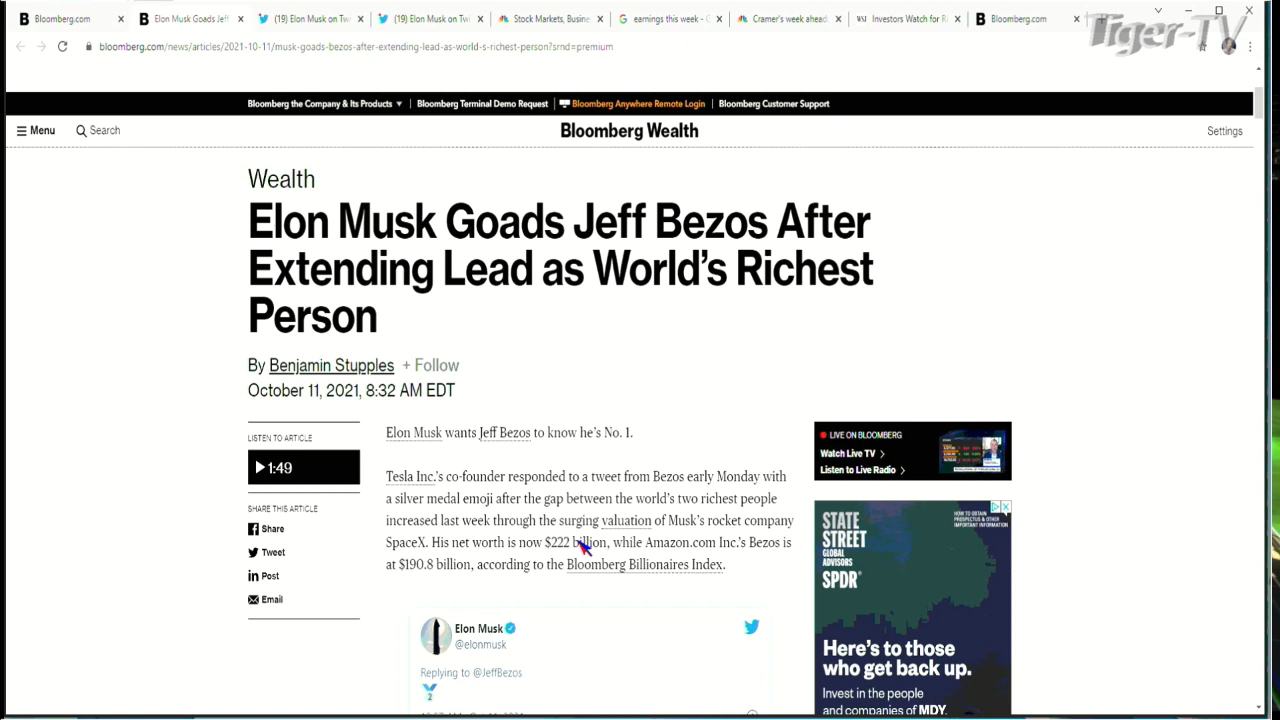 Bloomberg.com
Elon Musk Goads Jeff
(19) Elon Musk on Tw
(19) Elon Musk on Tw
Stock Markets, Busine
earnings this week - G
Cramer's week ahead:
Investors Watch for Ri
Bloomberg.com
Tiger-TV
bloomberg.com/news/articles/2021-10-11/musk-goads-bezos-after-extending-lead-as-world-s-richest-person?srnd=premium
Bloomberg the Company & Its Products
Bloomberg Terminal Demo Request
Bloomberg Anywhere Remote Login
Bloomberg Customer Support
Menu
Search
Bloomberg Wealth
Settings
Wealth
Elon Musk Goads Jeff Bezos After
Extending Lead as World's Richest
Person
By Benjamin Stupples + Follow
October 11, 2021, 8:32 AM EDT
LISTEN TO ARTICLE
1:49
SHARE THIS ARTICLE
Share
Tweet
Post
Email
Elon Musk wants Jeff Bezos to know he's No. 1.
Tesla Inc.'s co-founder responded to a tweet from Bezos early Monday with
a silver medal emoji after the gap between the world's two richest people
increased last week through the surging valuation of Musk's rocket company
SpaceX. His net worth is now $222 billion, while Amazon.com Inc.'s Bezos is
at $190.8 billion, according to the Bloomberg Billionaires Index.
Elon Musk
@elonmusk
Replying to @JeffBezos
2
LIVE ON BLOOMBERG
Watch Live TV
Listen to Live Radio
HOW TO OBTAIN
PROSPECTUS & OTHER
IMPORTANT INFORMATION
STATE
STREET
GLOBAL
ADVISORS
SPDR®
Here's to those
who get back up.
Invest in the people
and companies of MDY.